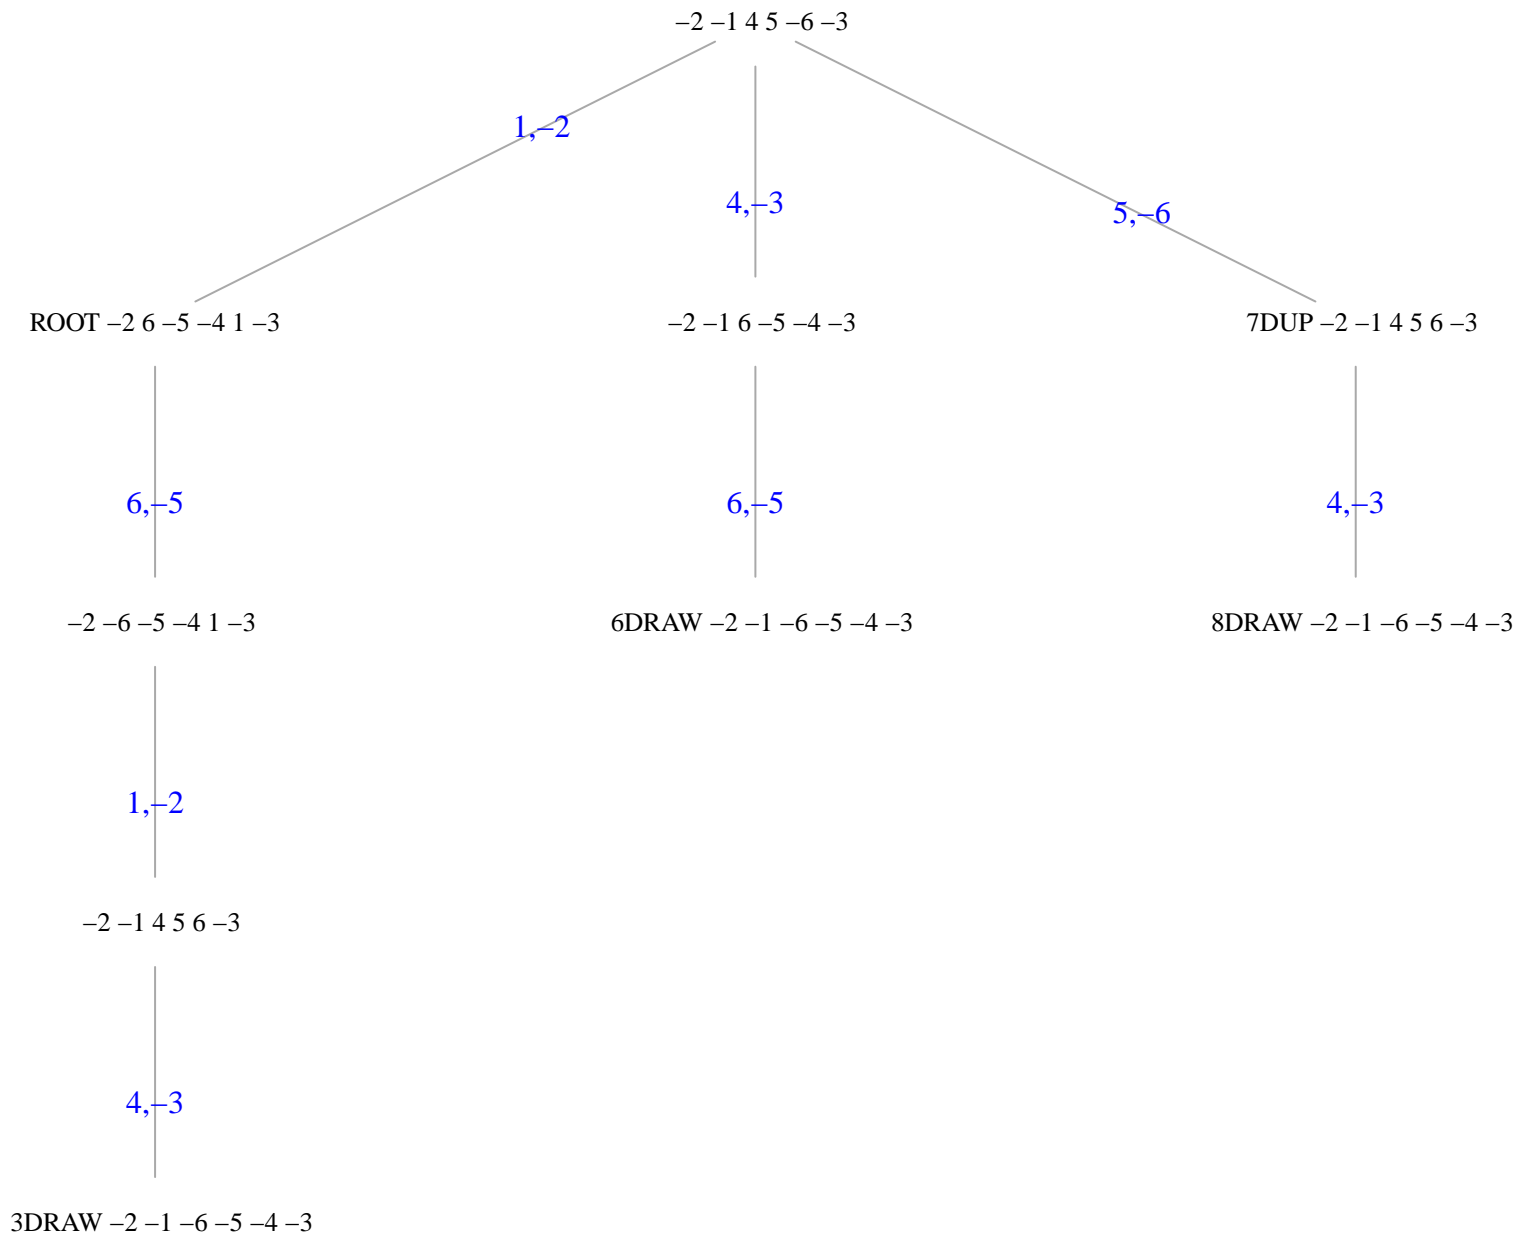 –2 –1 4 5 –6 –3
1,–2
4,–3
5,–6
ROOT –2 6 –5 –4 1 –3
–2 –1 6 –5 –4 –3
7DUP –2 –1 4 5 6 –3
6,–5
6,–5
4,–3
–2 –6 –5 –4 1 –3
6DRAW –2 –1 –6 –5 –4 –3
8DRAW –2 –1 –6 –5 –4 –3
1,–2
–2 –1 4 5 6 –3
4,–3
3DRAW –2 –1 –6 –5 –4 –3